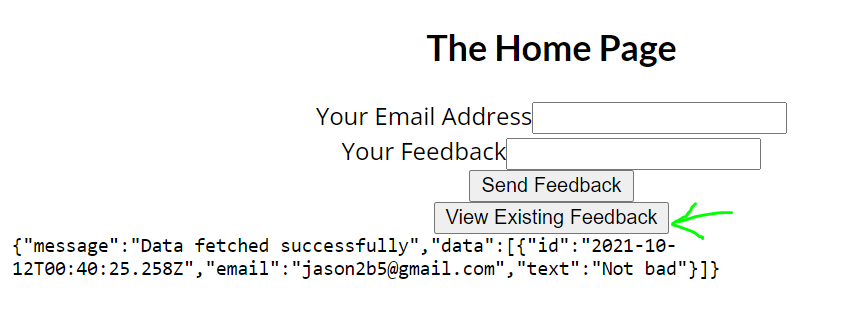 The Home Page
Your Email Address
Your Feedback
Send Feedback
View Existing Feedback
{"message":"Data fetched successfully","data":[{"id":"2021-10-
12T00:40:25.258Z","email":"jason2b5@gmail.com","text":"Not bad"}]}